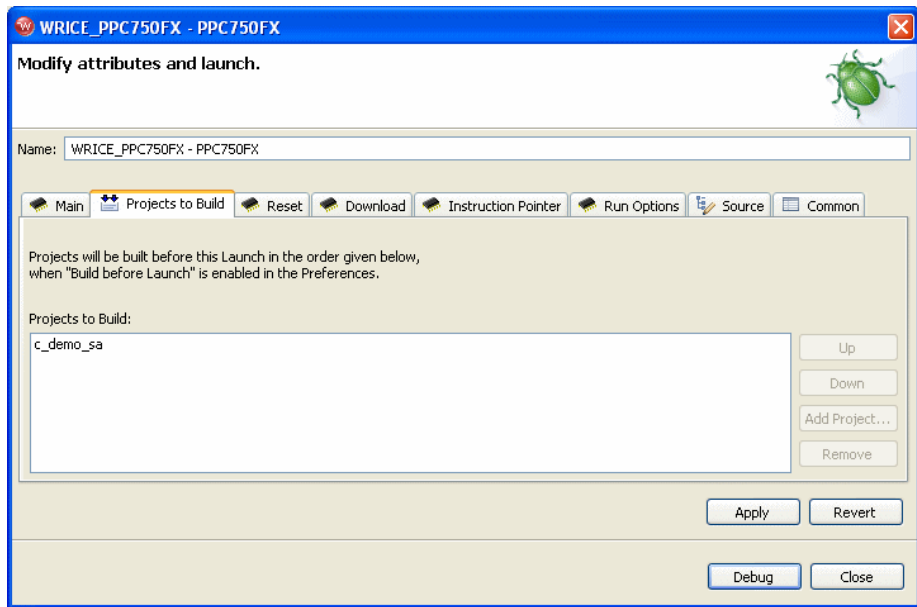 WRICE_PPC750FX - PPC750FX
Modify attributes and launch.
Name: WRICE_PPC750FX - PPC750FX
Main Projects to Build Reset Download Instruction Pointer Run Options Source Common
Projects will be built before this Launch in the order given below,
when "Build before Launch" is enabled in the Preferences.
Projects to Build:
c_demo_sa
Up
Down
Add Project...
Remove
Apply Revert
Debug Close